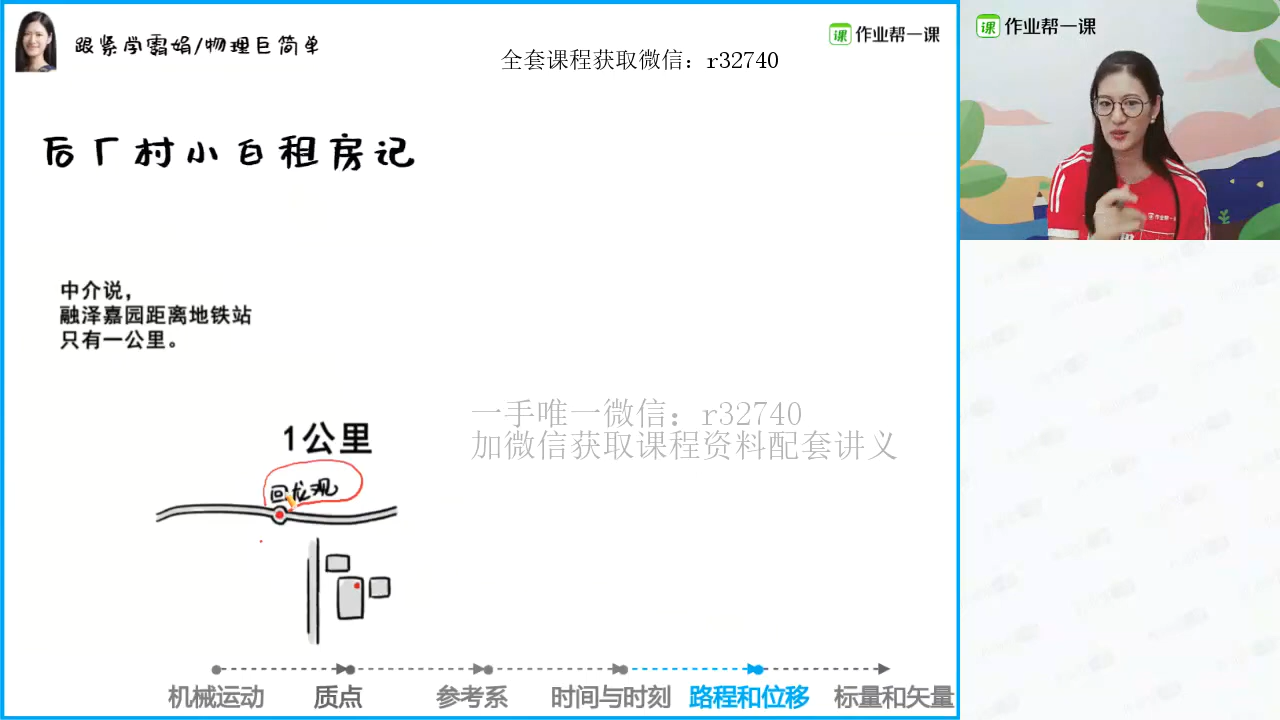 跟紧学霸娟/物理巨简单
课 作业帮一课
全套课程获取微信：r32740
课 作业帮一课
后厂村小白租房记
中介说，
融泽嘉园距离地铁站
只有一公里。
一手唯一微信：r32740
加微信获取课程资料配套讲义
1公里
回龙观
机械运动
质点
参考系
时间与时刻
路程和位移
标量和矢量